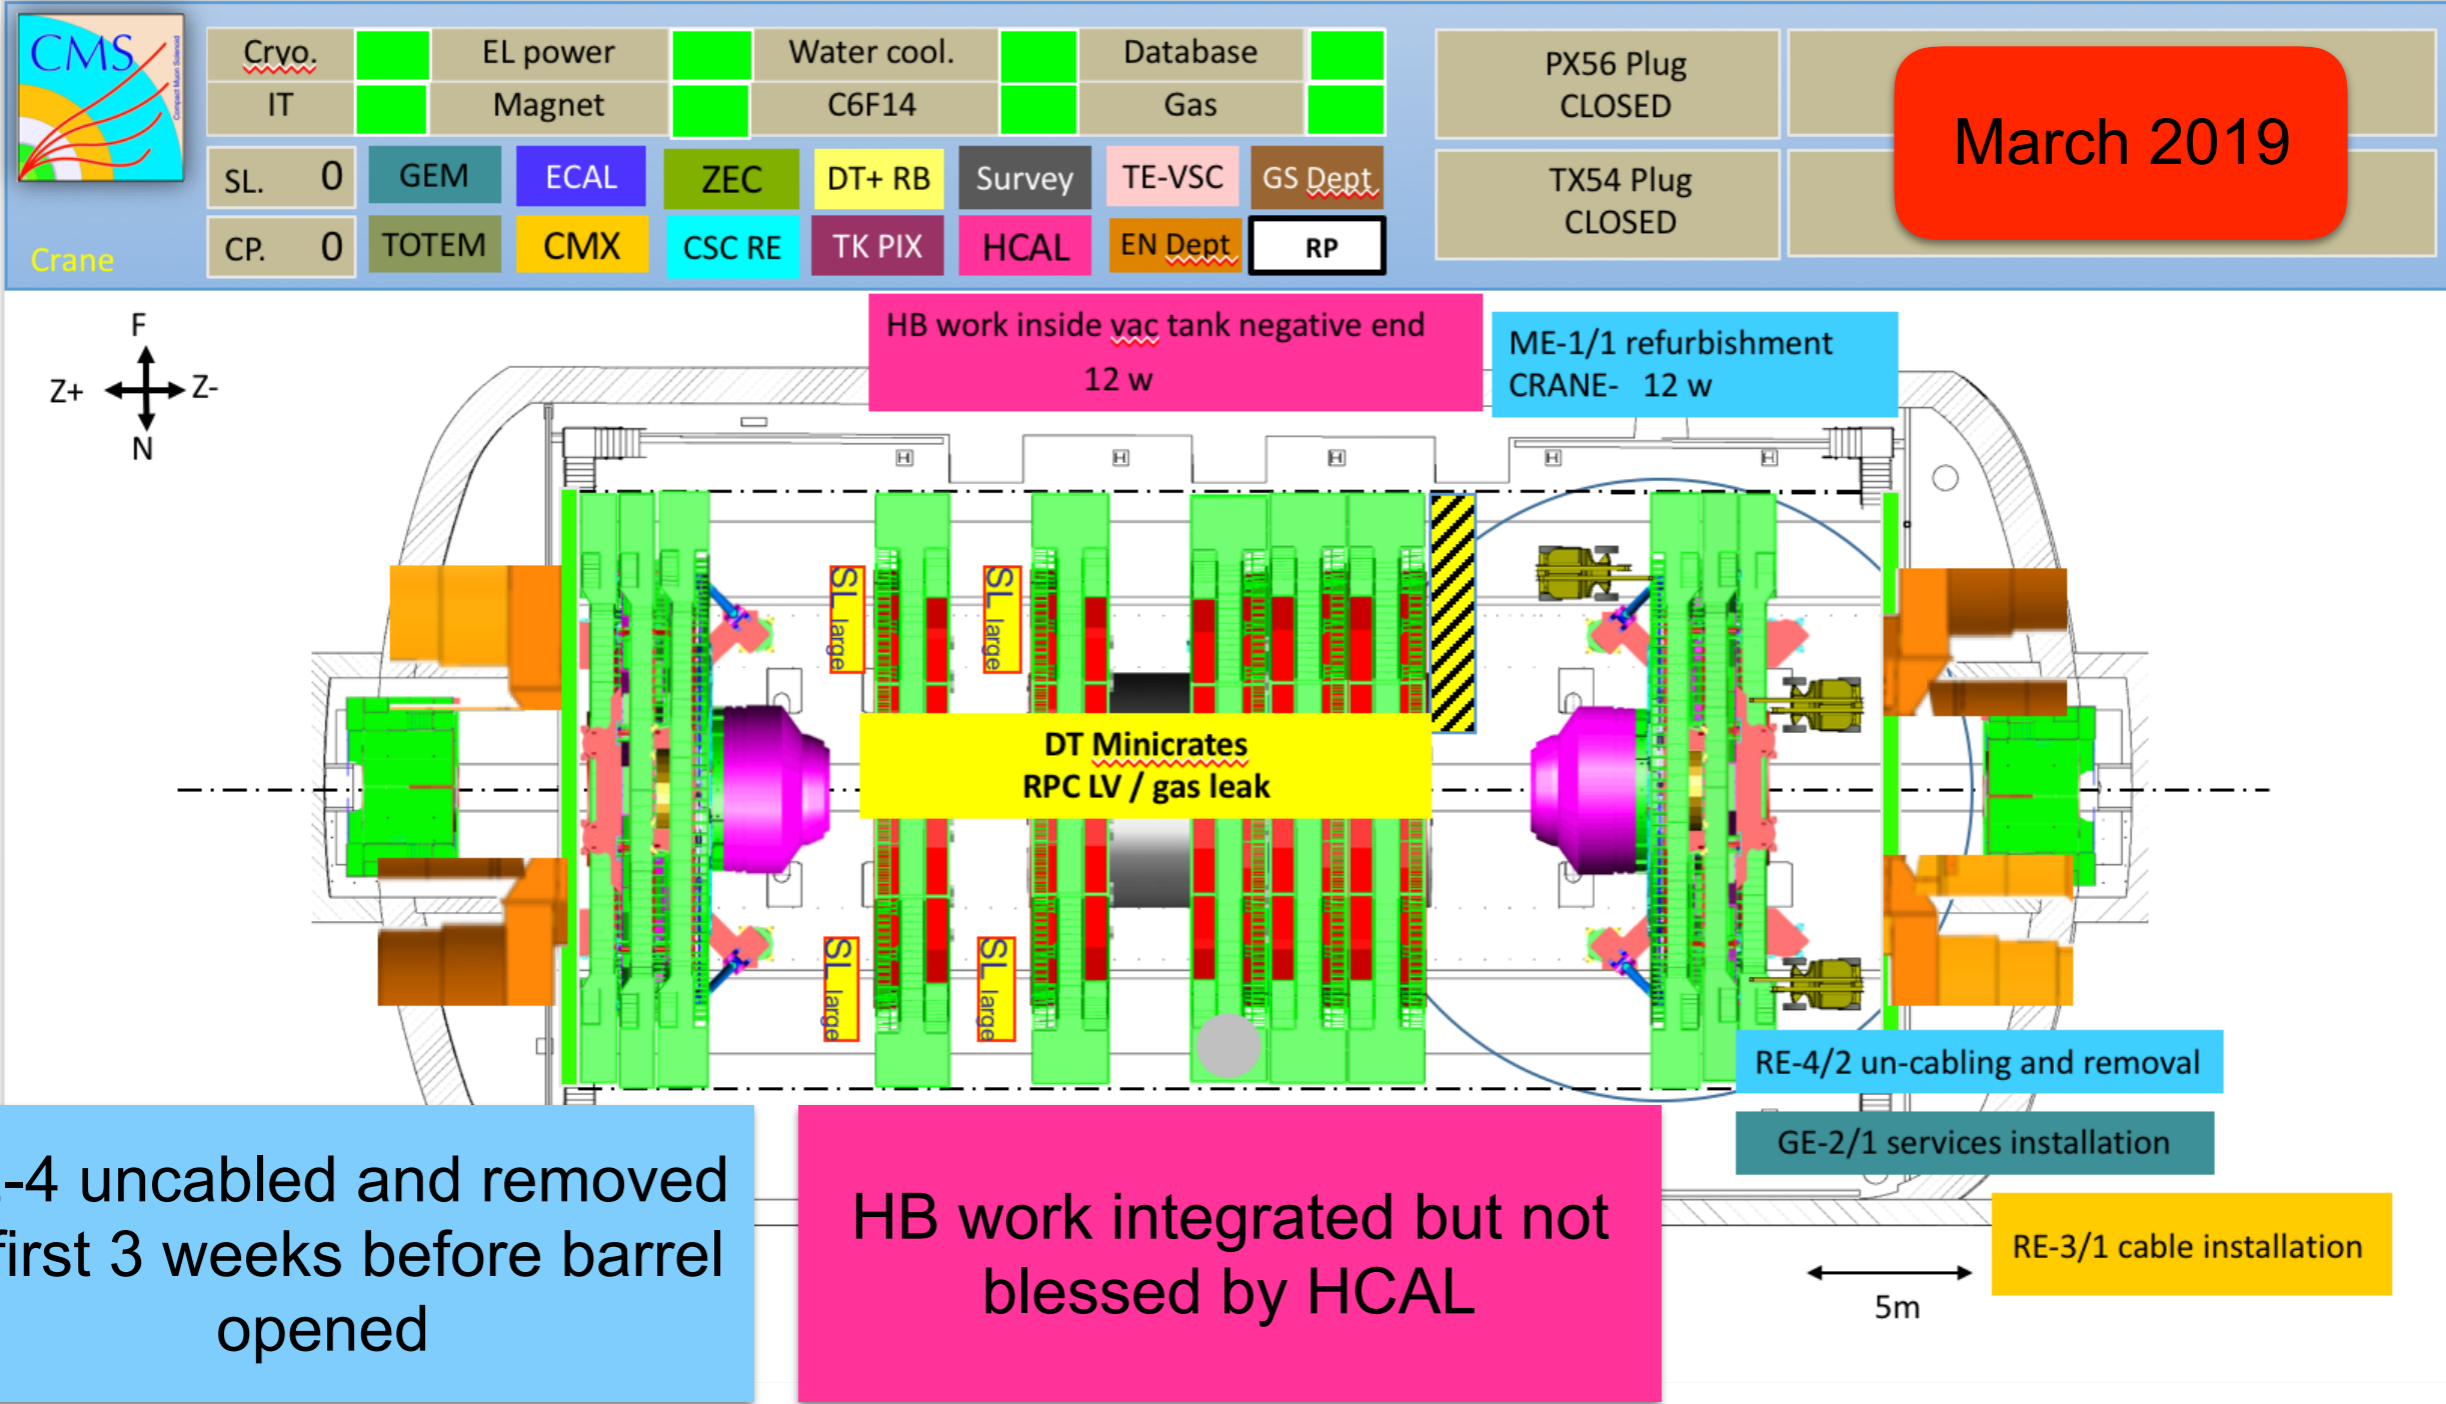 CMS
Compact Muon Solenoid
Cryo.
EL power
Water cool.
Database
IT
Magnet
C6F14
Gas
SL. 0
GEM
ECAL
ZEC
DT+ RB
Survey
TE-VSC
GS Dept
CP. 0
TOTEM
CMX
CSC RE
TK PIX
HCAL
EN Dept
RP
Crane
PX56 Plug
CLOSED
TX54 Plug
CLOSED
March 2019
F
Z+
Z-
N
HB work inside vac tank negative end
12 w
ME-1/1 refurbishment
CRANE- 12 w
H
H
H
H
H
SL large
SL large
DT Minicrates
RPC LV / gas leak
SL large
SL large
RE-4/2 un-cabling and removal
GE-2/1 services installation
RE-3/1 cable installation
5m
-4 uncabled and removed
first 3 weeks before barrel
opened
HB work integrated but not
blessed by HCAL